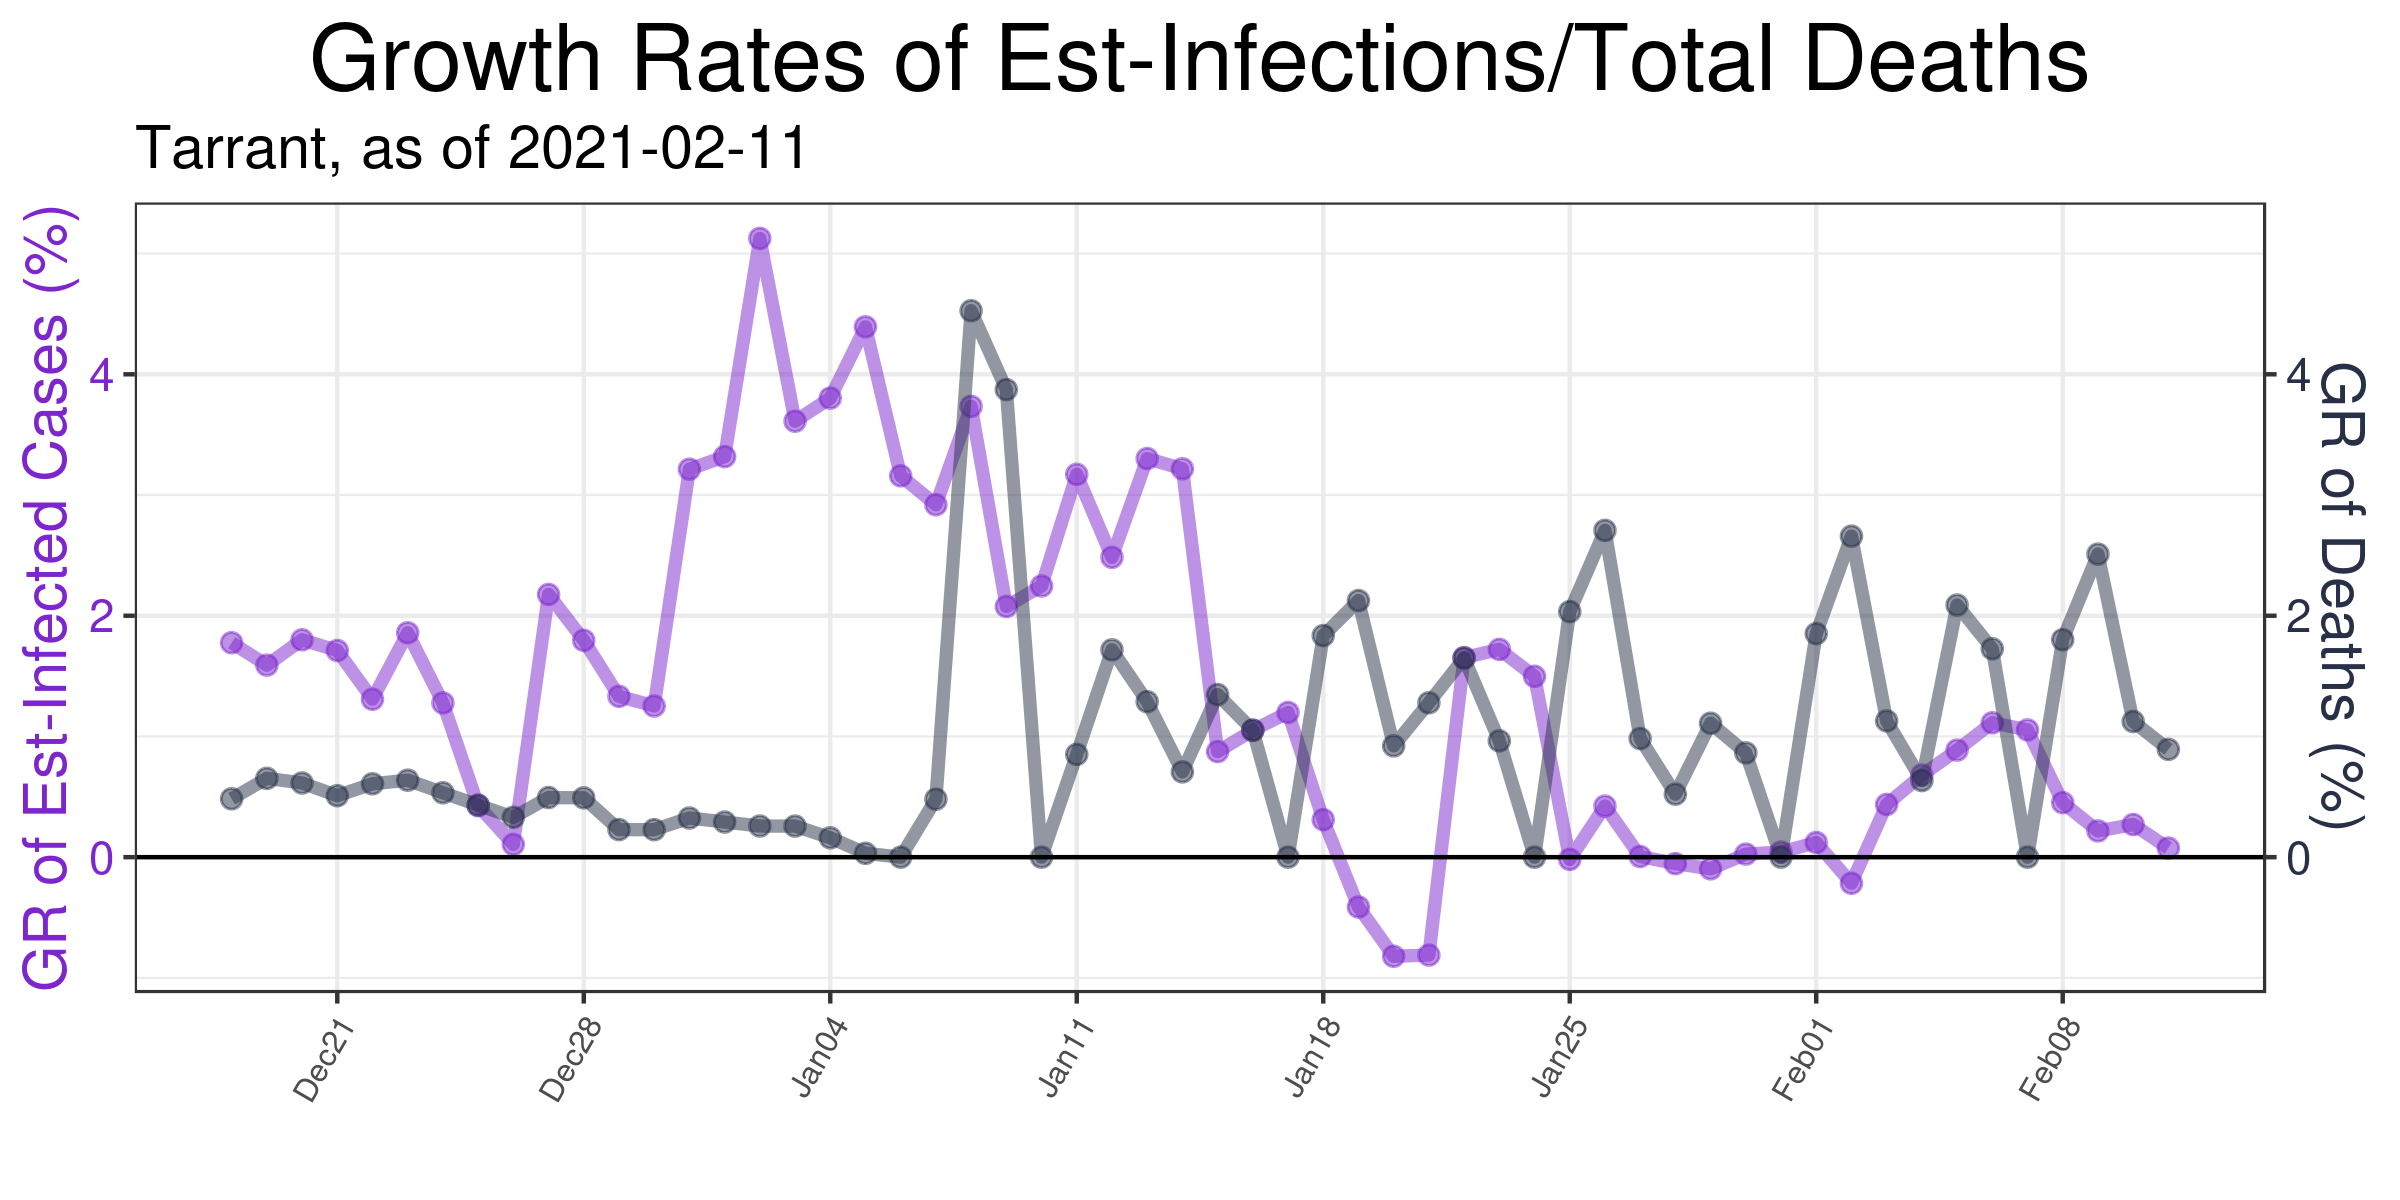 Growth Rates of Est-Infections/Total Deaths
Tarrant, as of 2021-02-11
GR of Est-Infected Cases (%)
4
2
0
4
2
0
GR of Deaths (%)
Dec21
Dec28
Jan04
Jan11
Jan18
Jan25
Feb01
Feb08